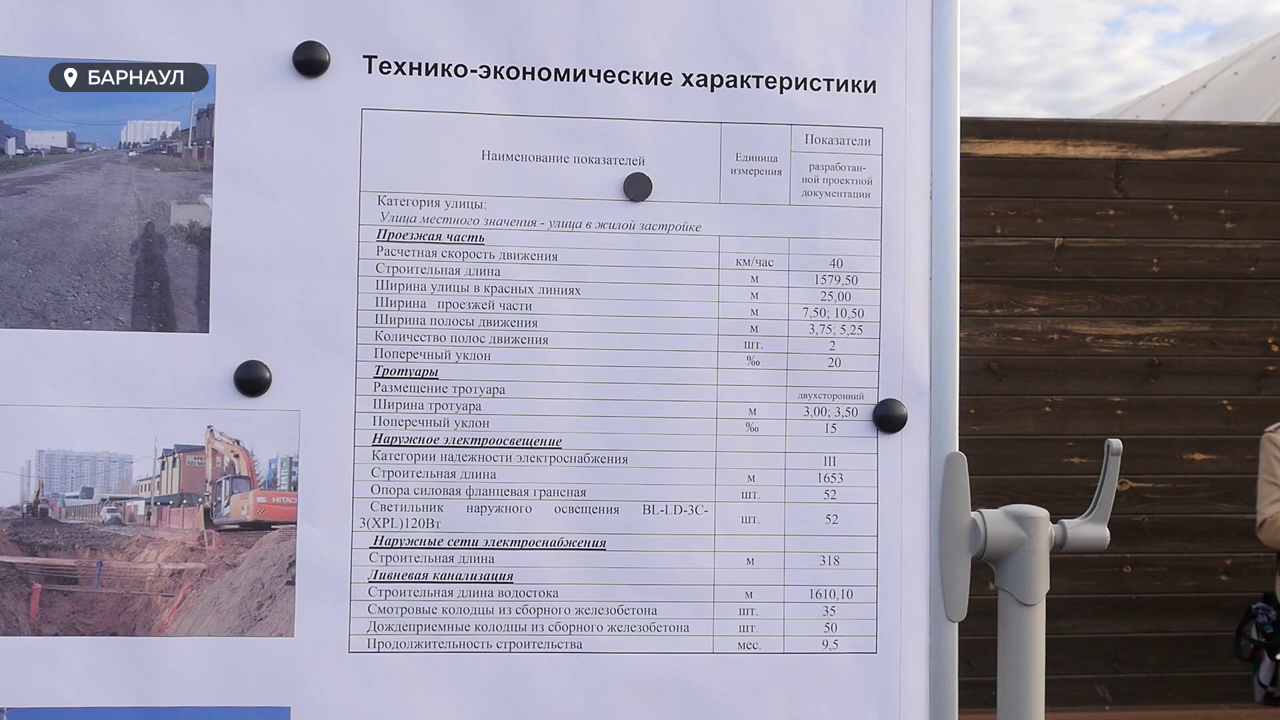 БАРНАУЛ
Технико-экономические характеристики
Наименование показателей
Единица
измерения
Показатели
разработан-
ной проектной
документации
Категория улицы:
Улица местного значения - улица в жилой застройке
Проезжая часть
Расчетная скорость движения км/час 40
Строительная длина м 1579,50
Ширина улицы в красных линиях м 25,00
Ширина проезжей части м 7,50; 10,50
Ширина полосы движения м 3,75; 5,25
Количество полос движения шт. 2
Поперечный уклон ‰ 20
Тротуары
Размещение тротуара двухсторонний
Ширина тротуара м 3,00; 3,50
Поперечный уклон ‰ 15
Наружное электроосвещение
Категории надежности электроснабжения III
Строительная длина м 1653
Опора силовая фланцевая граненая шт. 52
Светильник наружного освещения BL-LD-3C-
3(XPL)120Вт шт. 52
Наружные сети электроснабжения
Строительная длина м 318
Ливневая канализация
Строительная длина водостока м 1610,10
Смотровые колодцы из сборного железобетона шт. 35
Дождеприемные колодцы из сборного железобетона шт. 50
Продолжительность строительства мес. 9,5
HITACHI